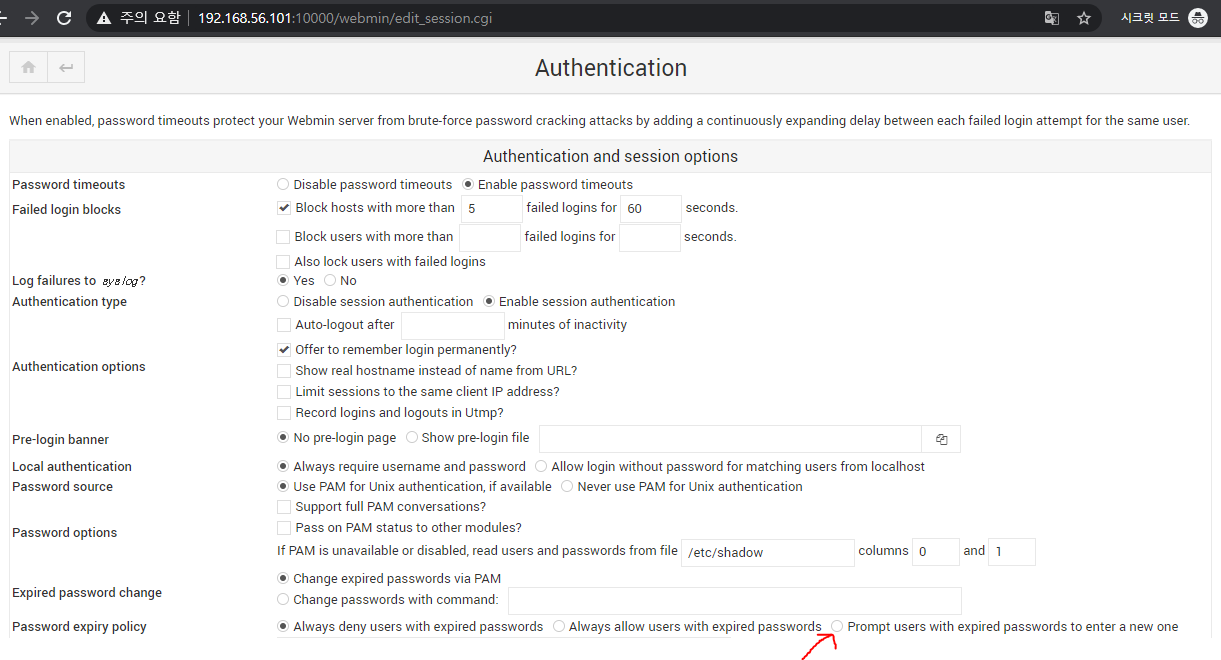 주의 요함 192.168.56.101:10000/webmin/edit_session.cgi 시크릿 모드
Authentication
When enabled, password timeouts protect your Webmin server from brute-force password cracking attacks by adding a continuously expanding delay between each failed login attempt for the same user.
Authentication and session options
Password timeouts Disable password timeouts Enable password timeouts
Failed login blocks Block hosts with more than 5 failed logins for 60 seconds.
Block users with more than failed logins for seconds.
Also lock users with failed logins
Log failures to syslog? Yes No
Authentication type Disable session authentication Enable session authentication
Auto-logout after minutes of inactivity
Offer to remember login permanently?
Authentication options Show real hostname instead of name from URL?
Limit sessions to the same client IP address?
Record logins and logouts in Utmp?
Pre-login banner No pre-login page Show pre-login file
Local authentication Always require username and password Allow login without password for matching users from localhost
Password source Use PAM for Unix authentication, if available Never use PAM for Unix authentication
Support full PAM conversations?
Password options Pass on PAM status to other modules?
If PAM is unavailable or disabled, read users and passwords from file /etc/shadow columns 0 and 1
Expired password change Change expired passwords via PAM
Change passwords with command:
Password expiry policy Always deny users with expired passwords Always allow users with expired passwords Prompt users with expired passwords to enter a new one